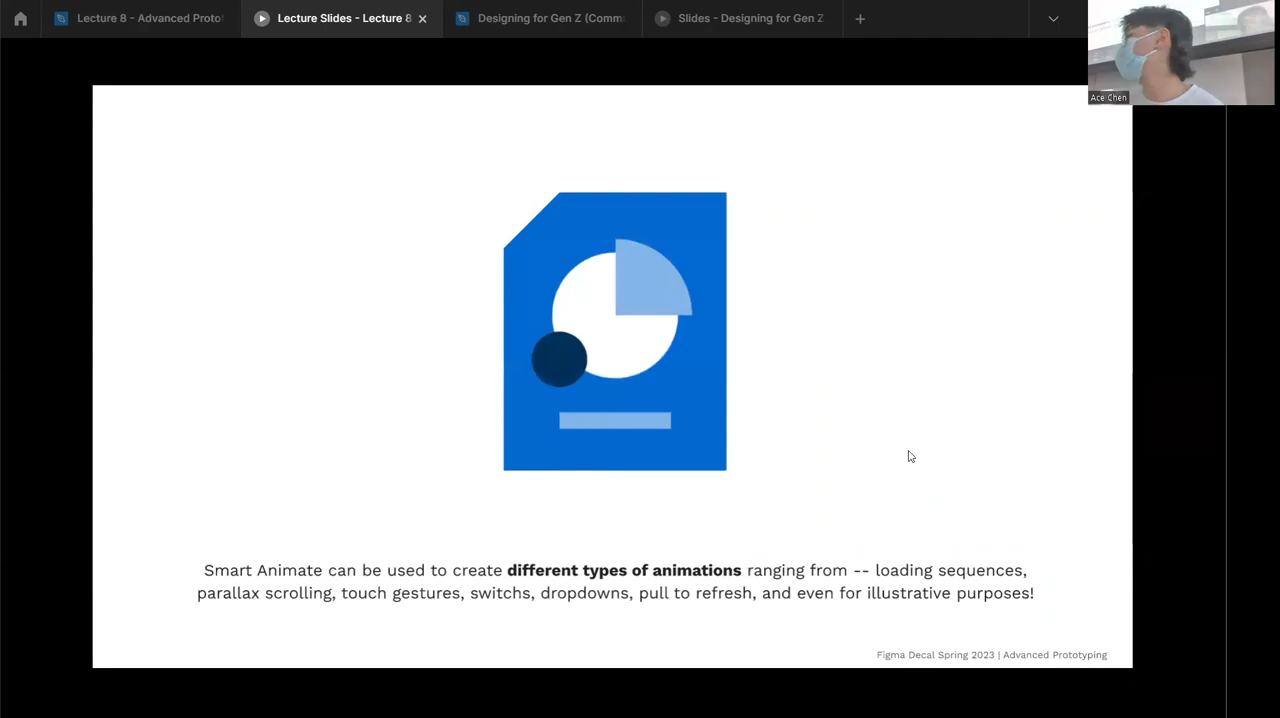 Lecture 8 - Advanced Proto
Lecture Slides - Lecture 8
Designing for Gen Z (Comm
Slides - Designing for Gen Z
Ace Chen
Smart Animate can be used to create different types of animations ranging from -- loading sequences,
parallax scrolling, touch gestures, switchs, dropdowns, pull to refresh, and even for illustrative purposes!
Figma Decal Spring 2023 | Advanced Prototyping